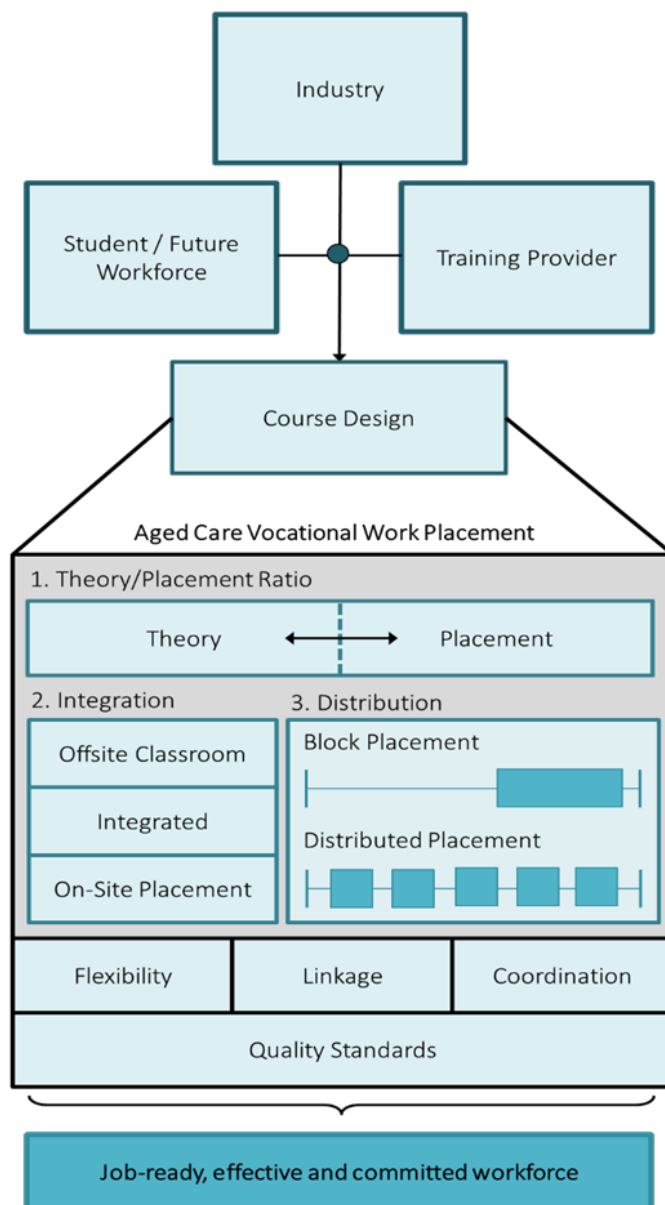 Industry
Student / Future
Workforce
Training Provider
Course Design
Aged Care Vocational Work Placement
1. Theory/Placement Ratio
Theory
Placement
2. Integration
3. Distribution
Offsite Classroom
Integrated
On-Site Placement
Block Placement
Distributed Placement
Flexibility
Linkage
Coordination
Quality Standards
Job-ready, effective and committed workforce